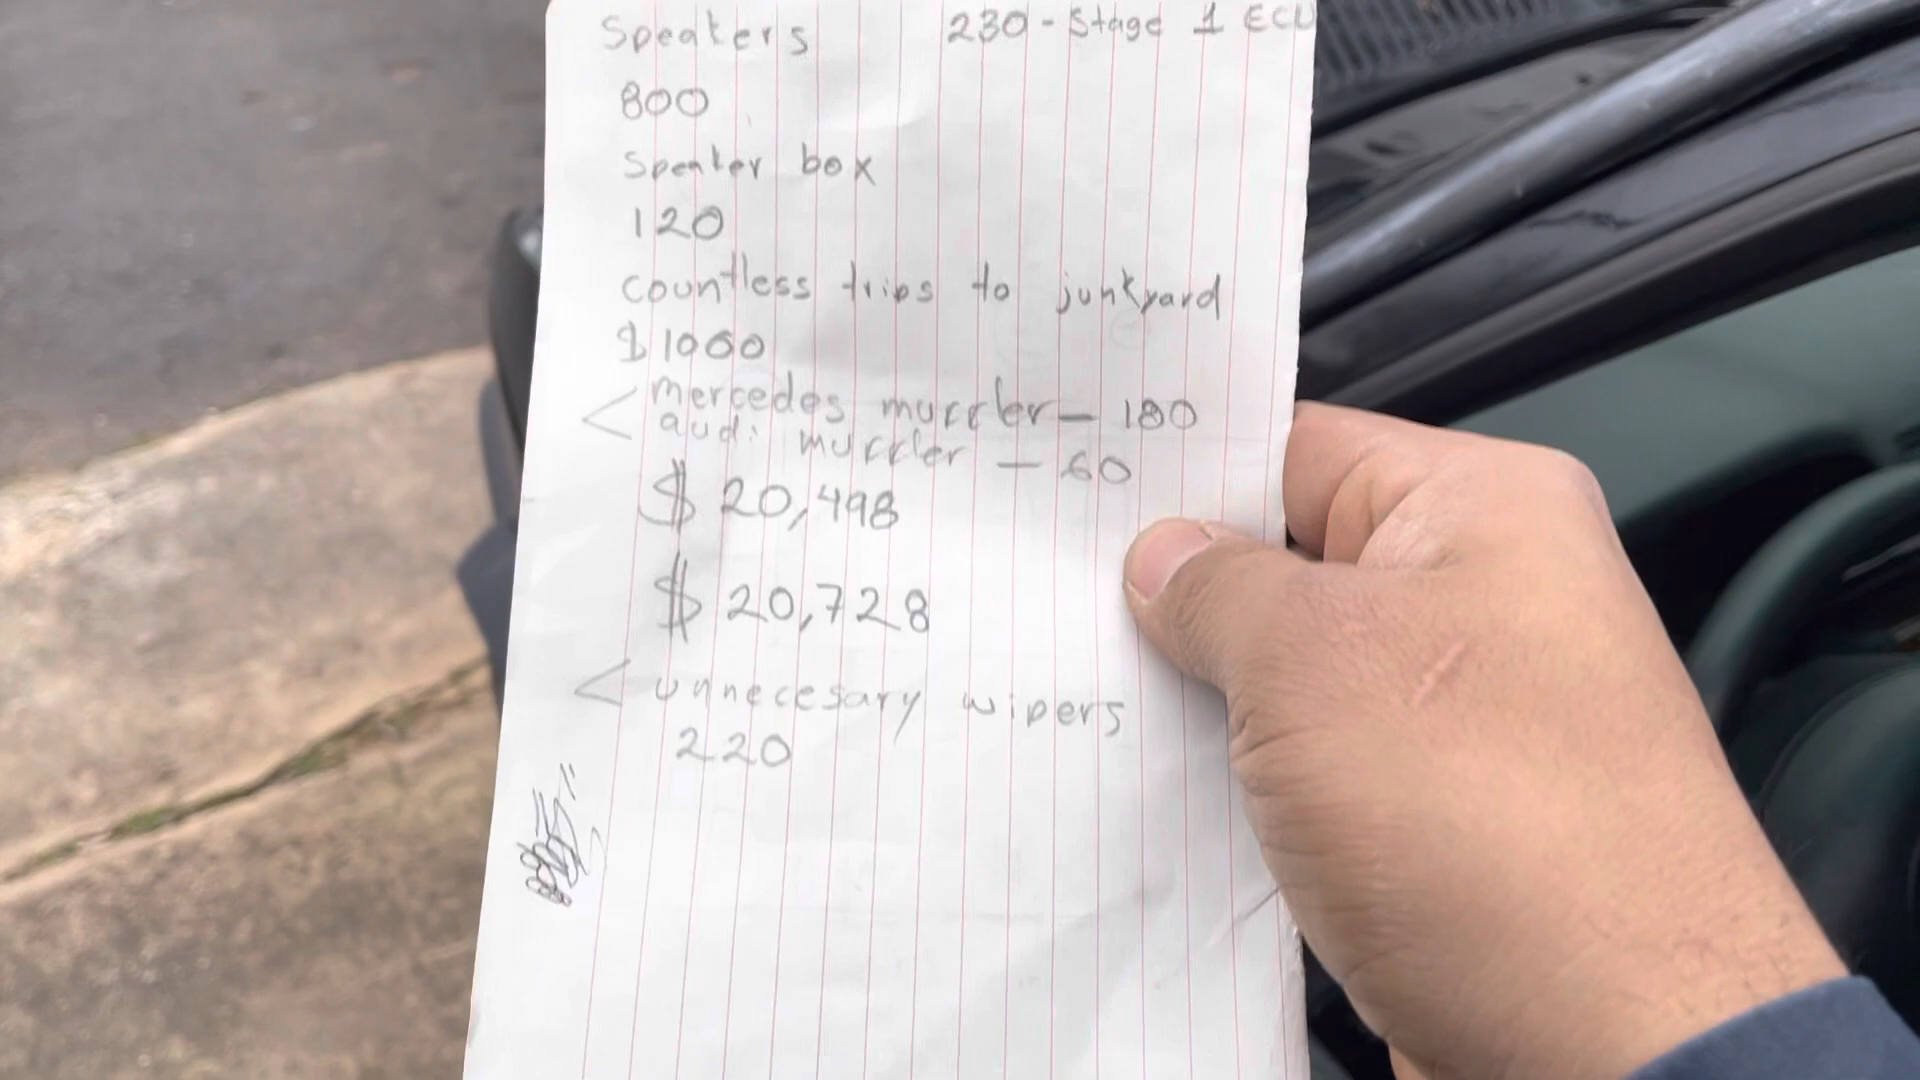 Speakers 230 - Stage 1 ECU
800
Speaker box
120
countless trips to junkyard
$1000
< mercedes muffler — 180
audi muffler — 60
$ 20,498
$ 20,728
< unnecesary wipers
220